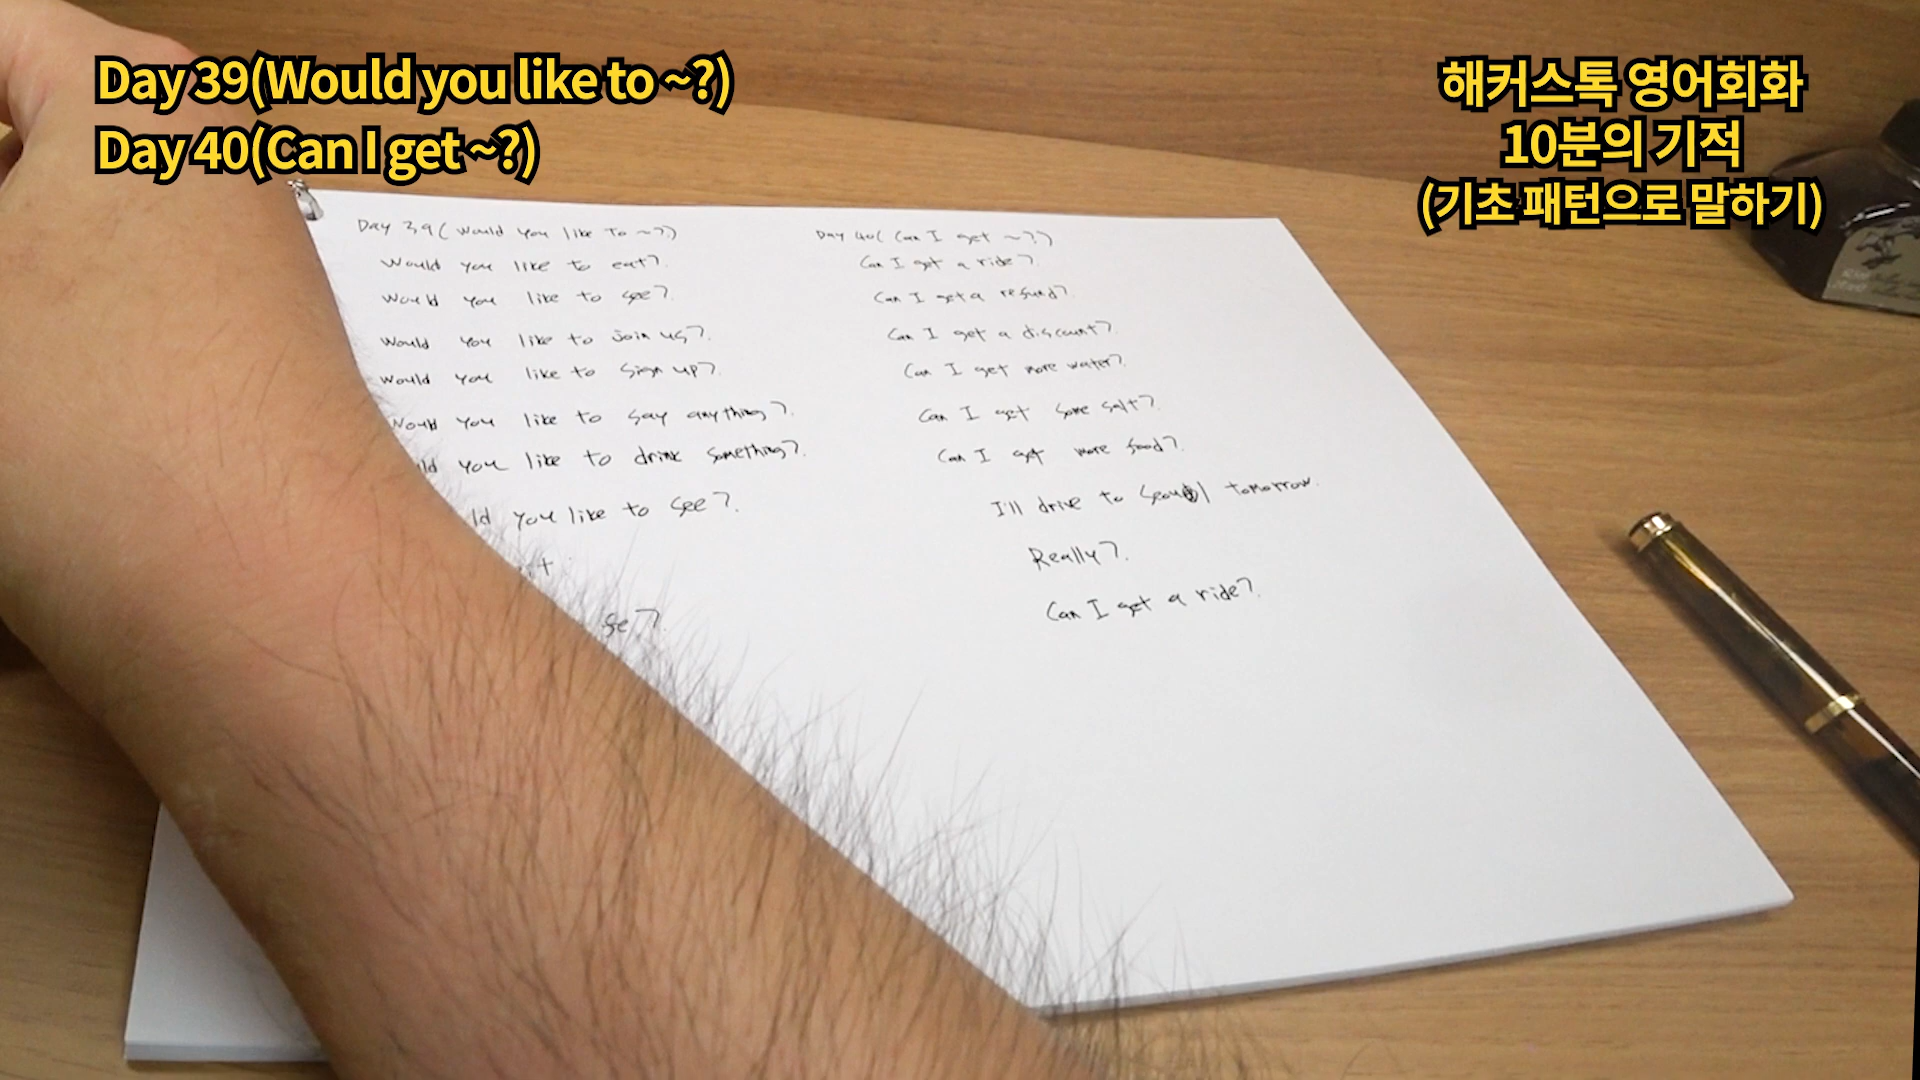 Day 39(Would you like to ~?)
Day 40(Can I get ~?)
해커스톡 영어회화
10분의 기적
(기초 패턴으로 말하기)
Day 39( Would you like to ~?)
Would you like to eat?
Would you like to see?
Would you like to join us?
Would you like to sign up?
Would you like to say anything?
you like to drink something?
you like to see?
Day 40( Can I get ~?)
Can I get a ride?
Can I get a refund?
Can I get a discount?
Can I get more water?
Can I get some salt?
Can I get more food?
I'll drive to Seoul tomorrow.
Really?
Can I get a ride?